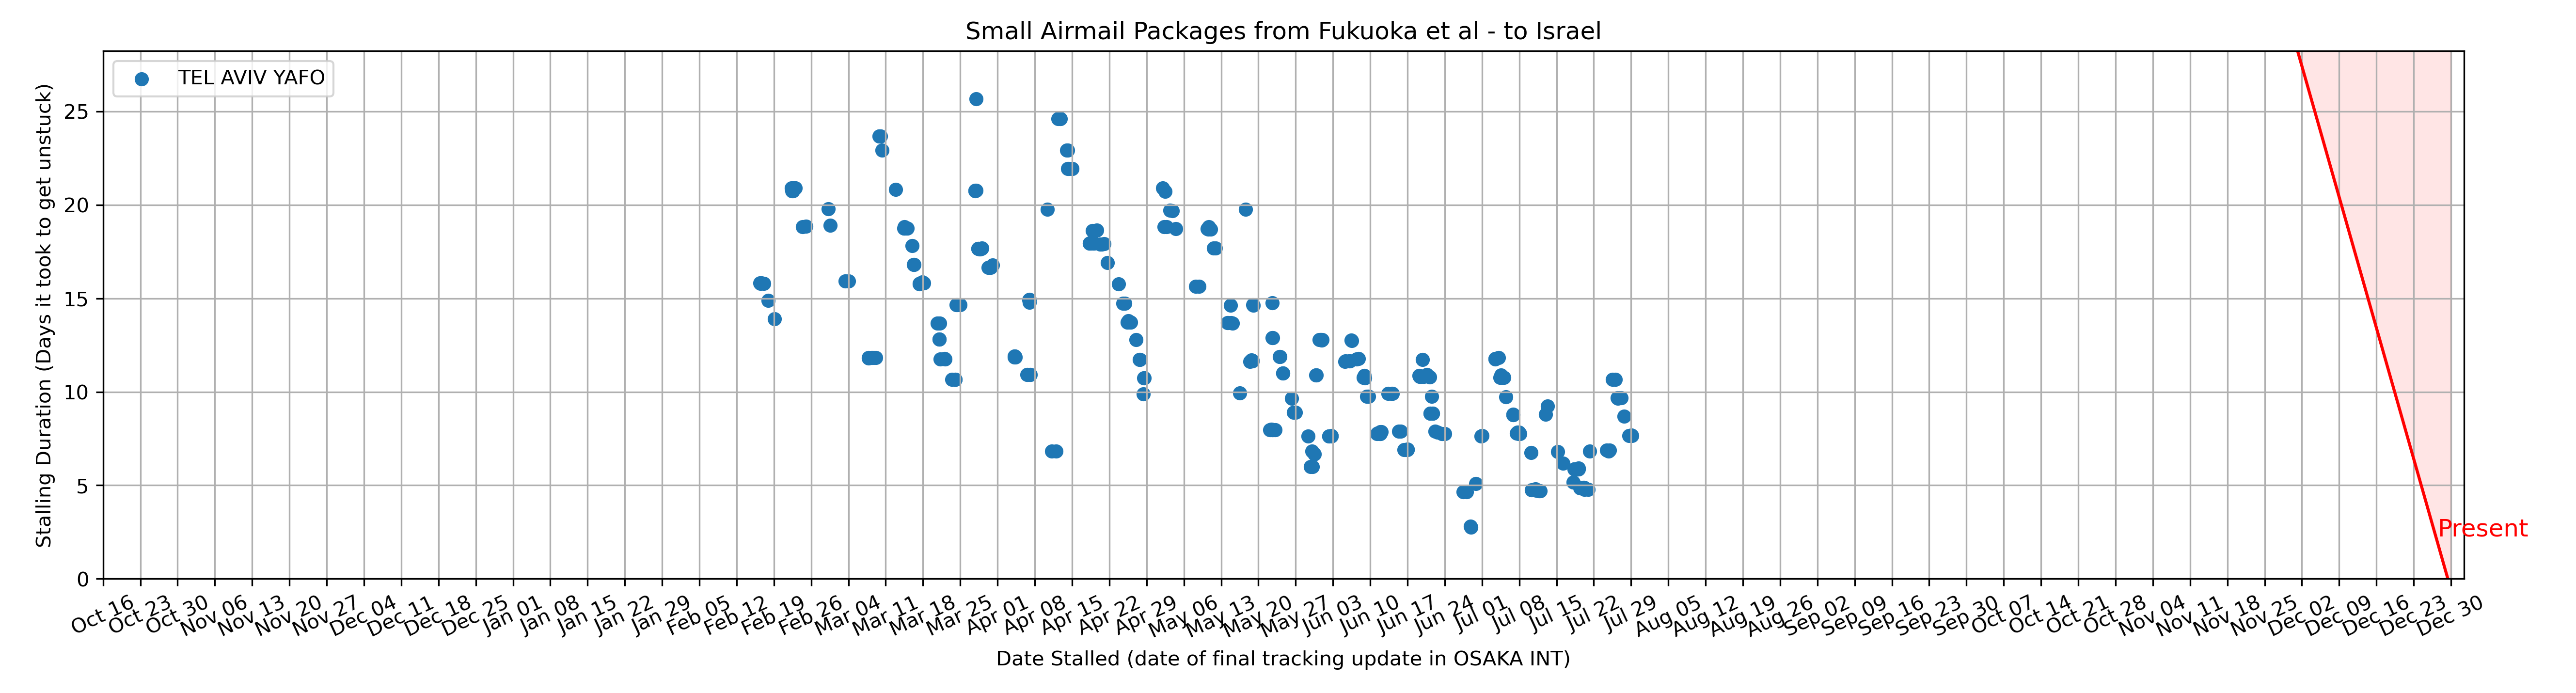 Small Airmail Packages from Fukuoka et al - to Israel
TEL AVIV YAFO
Stalling Duration (Days it took to get unstuck)
25
20
15
10
5
0
Present
Oct 16
Oct 23
Oct 30
Nov 06
Nov 13
Nov 20
Nov 27
Dec 04
Dec 11
Dec 18
Dec 25
Jan 01
Jan 08
Jan 15
Jan 22
Jan 29
Feb 05
Feb 12
Feb 19
Feb 26
Mar 04
Mar 11
Mar 18
Mar 25
Apr 01
Apr 08
Apr 15
Apr 22
Apr 29
May 06
May 13
May 20
May 27
Jun 03
Jun 10
Jun 17
Jun 24
Jul 01
Jul 08
Jul 15
Jul 22
Jul 29
Aug 05
Aug 12
Aug 19
Aug 26
Sep 02
Sep 09
Sep 16
Sep 23
Sep 30
Oct 07
Oct 14
Oct 21
Oct 28
Nov 04
Nov 11
Nov 18
Nov 25
Dec 02
Dec 09
Dec 16
Dec 23
Dec 30
Date Stalled (date of final tracking update in OSAKA INT)